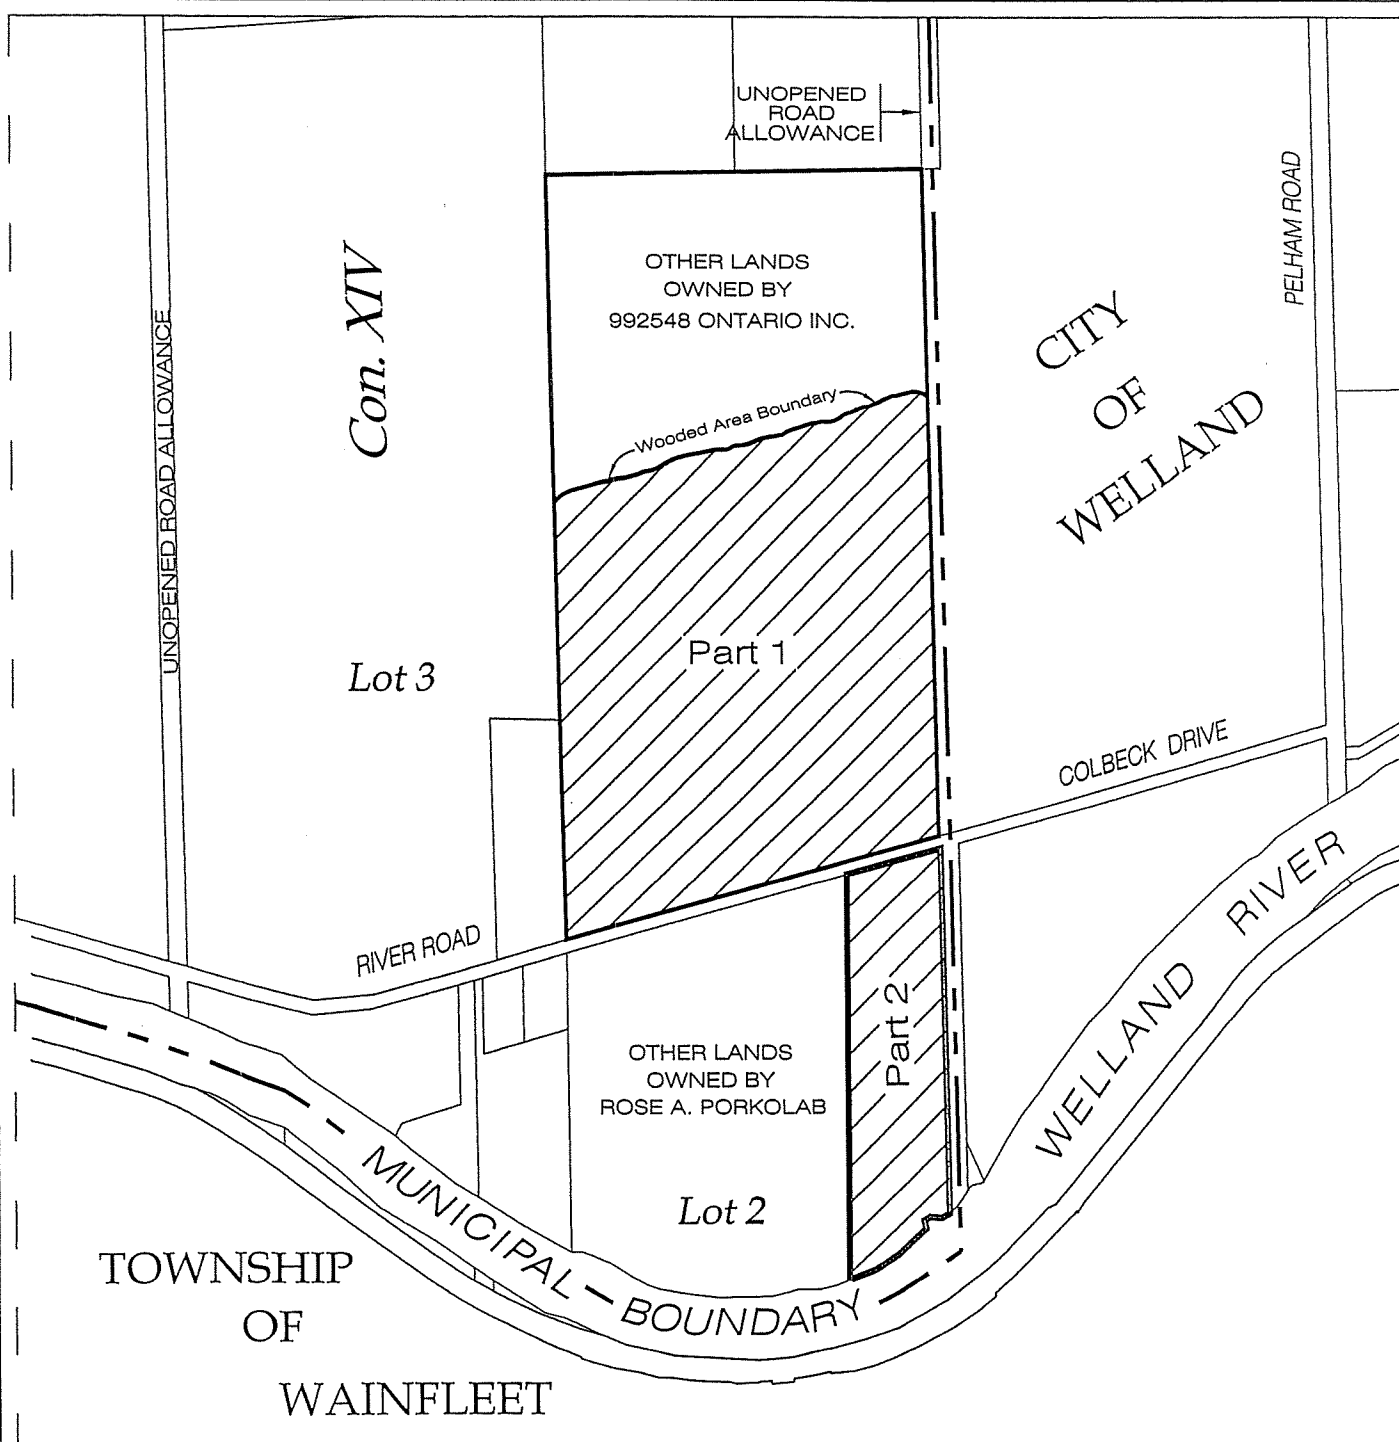 UNOPENED
ROAD
ALLOWANCE
PELHAM ROAD
OTHER LANDS
OWNED BY
992548 ONTARIO INC.
Con. XIV
UNOPENED ROAD ALLOWANCE
CITY
OF
WELLAND
Wooded Area Boundary
Part 1
Lot 3
COLBECK DRIVE
RIVER ROAD
WELLAND RIVER
Part 2
OTHER LANDS
OWNED BY
ROSE A. PORKOLAB
Lot 2
MUNICIPAL BOUNDARY
TOWNSHIP
OF
WAINFLEET